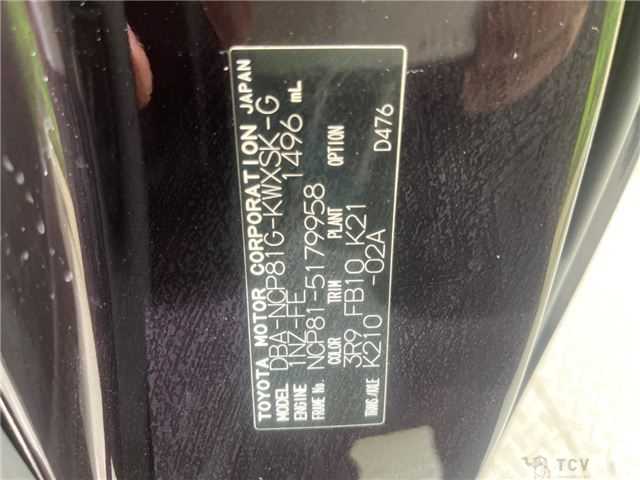 TOYOTA MOTOR CORPORATION JAPAN
MODEL DBA-NCP81G-KWXSK-G
ENGINE 1NZ-FE 1496 mL
FRAME No. NCP81-5179958
COLOR TRIM PLANT OPTION
3R9 FB10 K21 D476
TRNS/AXLE K210 -02A
TCV